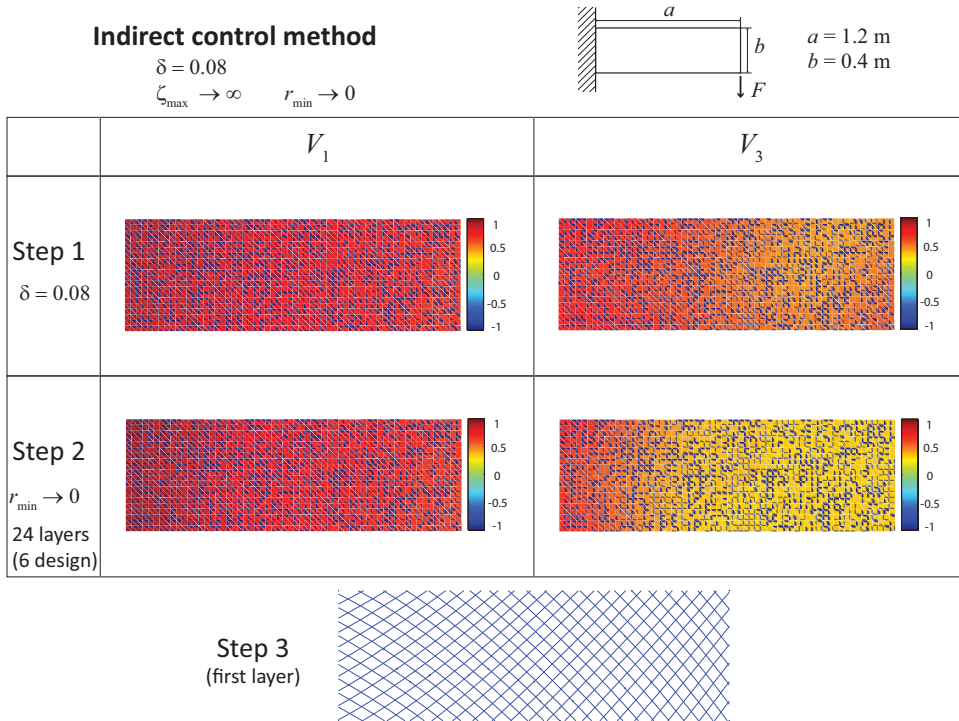 Indirect control method
δ = 0.08
ζmax → ∞ rmin → 0
a
b
F
a = 1.2 m
b = 0.4 m
V1
V3
Step 1
δ = 0.08
1
0.5
0
-0.5
-1
1
0.5
0
-0.5
-1
Step 2
rmin → 0
24 layers
(6 design)
1
0.5
0
-0.5
-1
1
0.5
0
-0.5
-1
Step 3
(first layer)